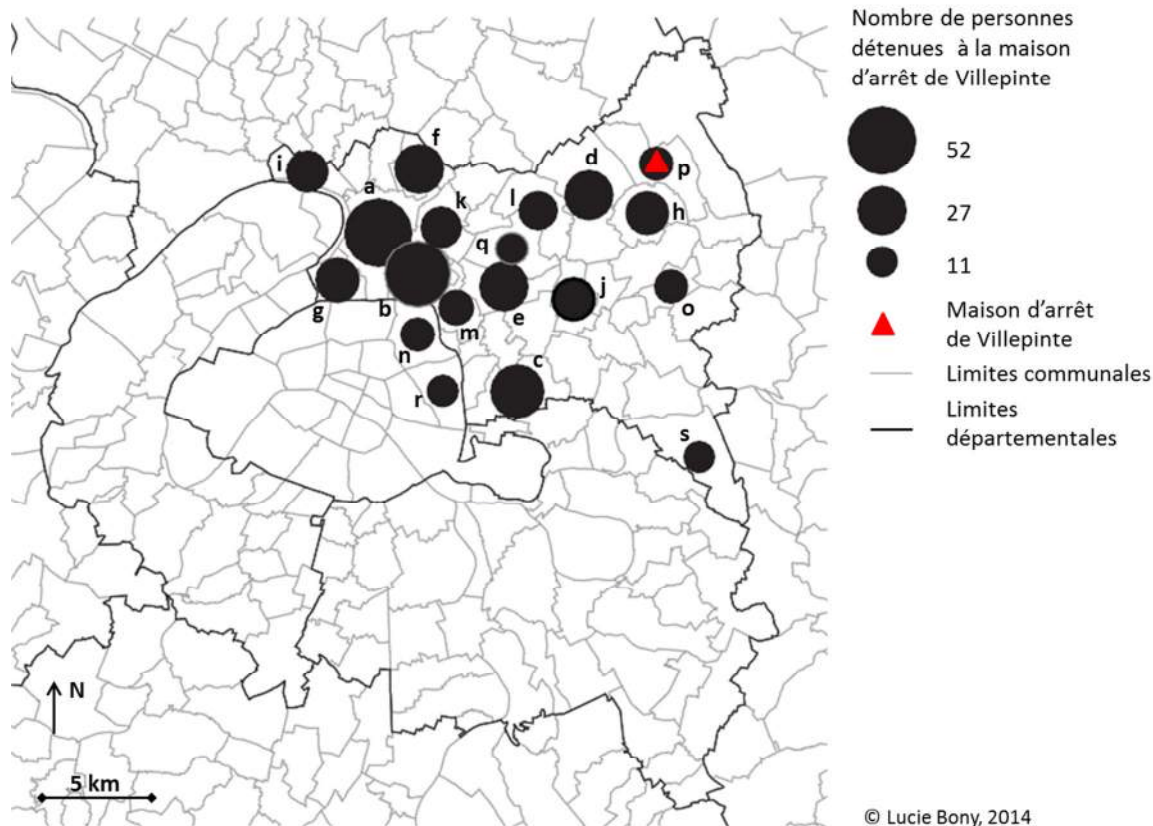 Nombre de personnes
détenues à la maison
d'arrêt de Villepinte
52
27
11
Maison d'arrêt
de Villepinte
Limites communales
Limites
départementales
f
i
d
a
p
k
l
h
q
j
g
b
m
e
o
n
c
r
s
N
5 km
© Lucie Bony, 2014